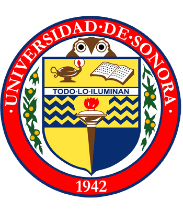 ·UNIVERSIDAD·DE·SONORA·
TODO·LO·ILUMINAN
1942